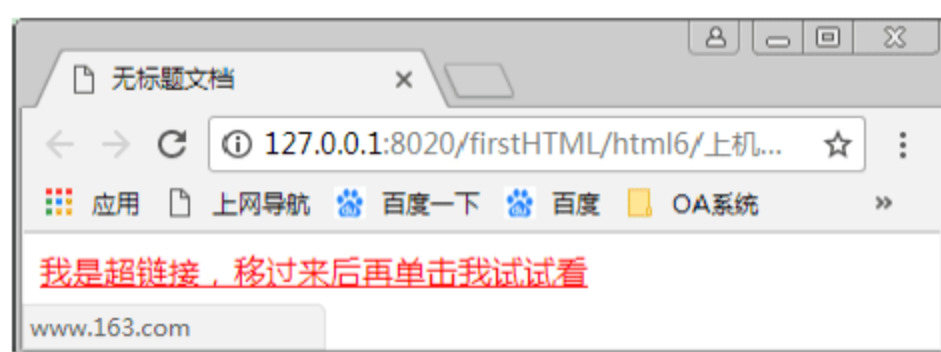 无标题文档
127.0.0.1:8020/firstHTML/html6/上机...
应用 上网导航 百度一下 百度 OA系统 »
我是超链接，移过来后再单击我试试看
www.163.com